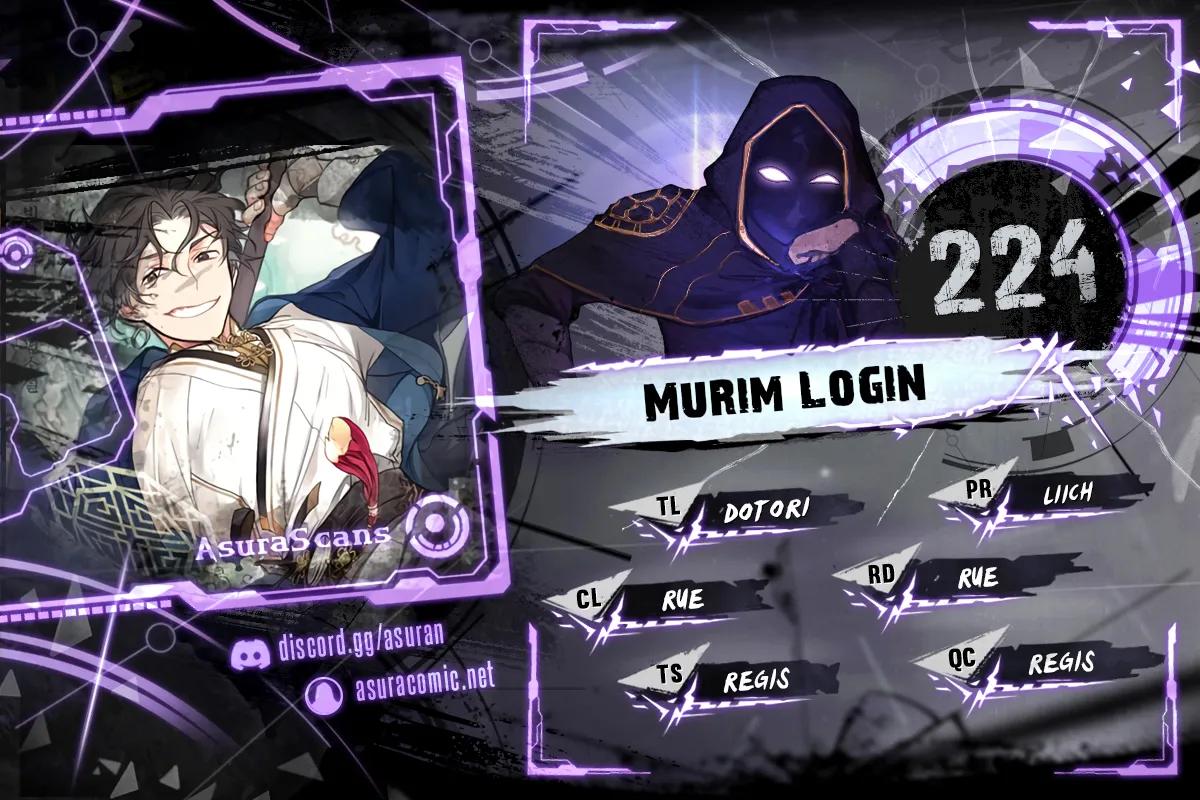 224
MURIM LOGIN
TL DOTORI
PR LIICH
CL RUE
RD RUE
TS REGIS
QC REGIS
AsuraScans
discord.gg/asuran
asuracomic.net